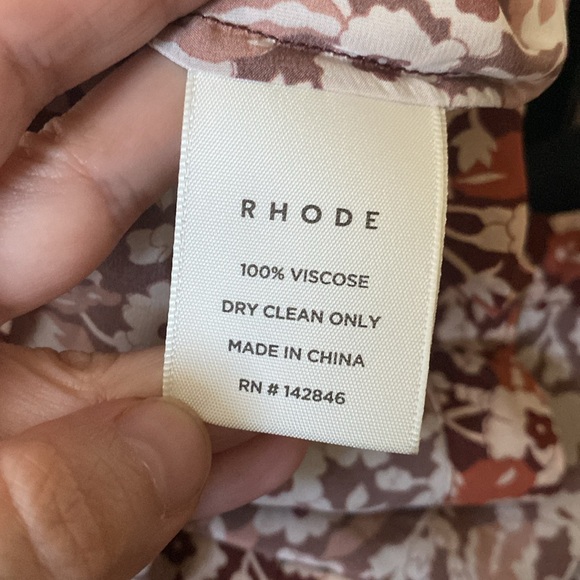 RHODE
100% VISCOSE
DRY CLEAN ONLY
MADE IN CHINA
RN # 142846